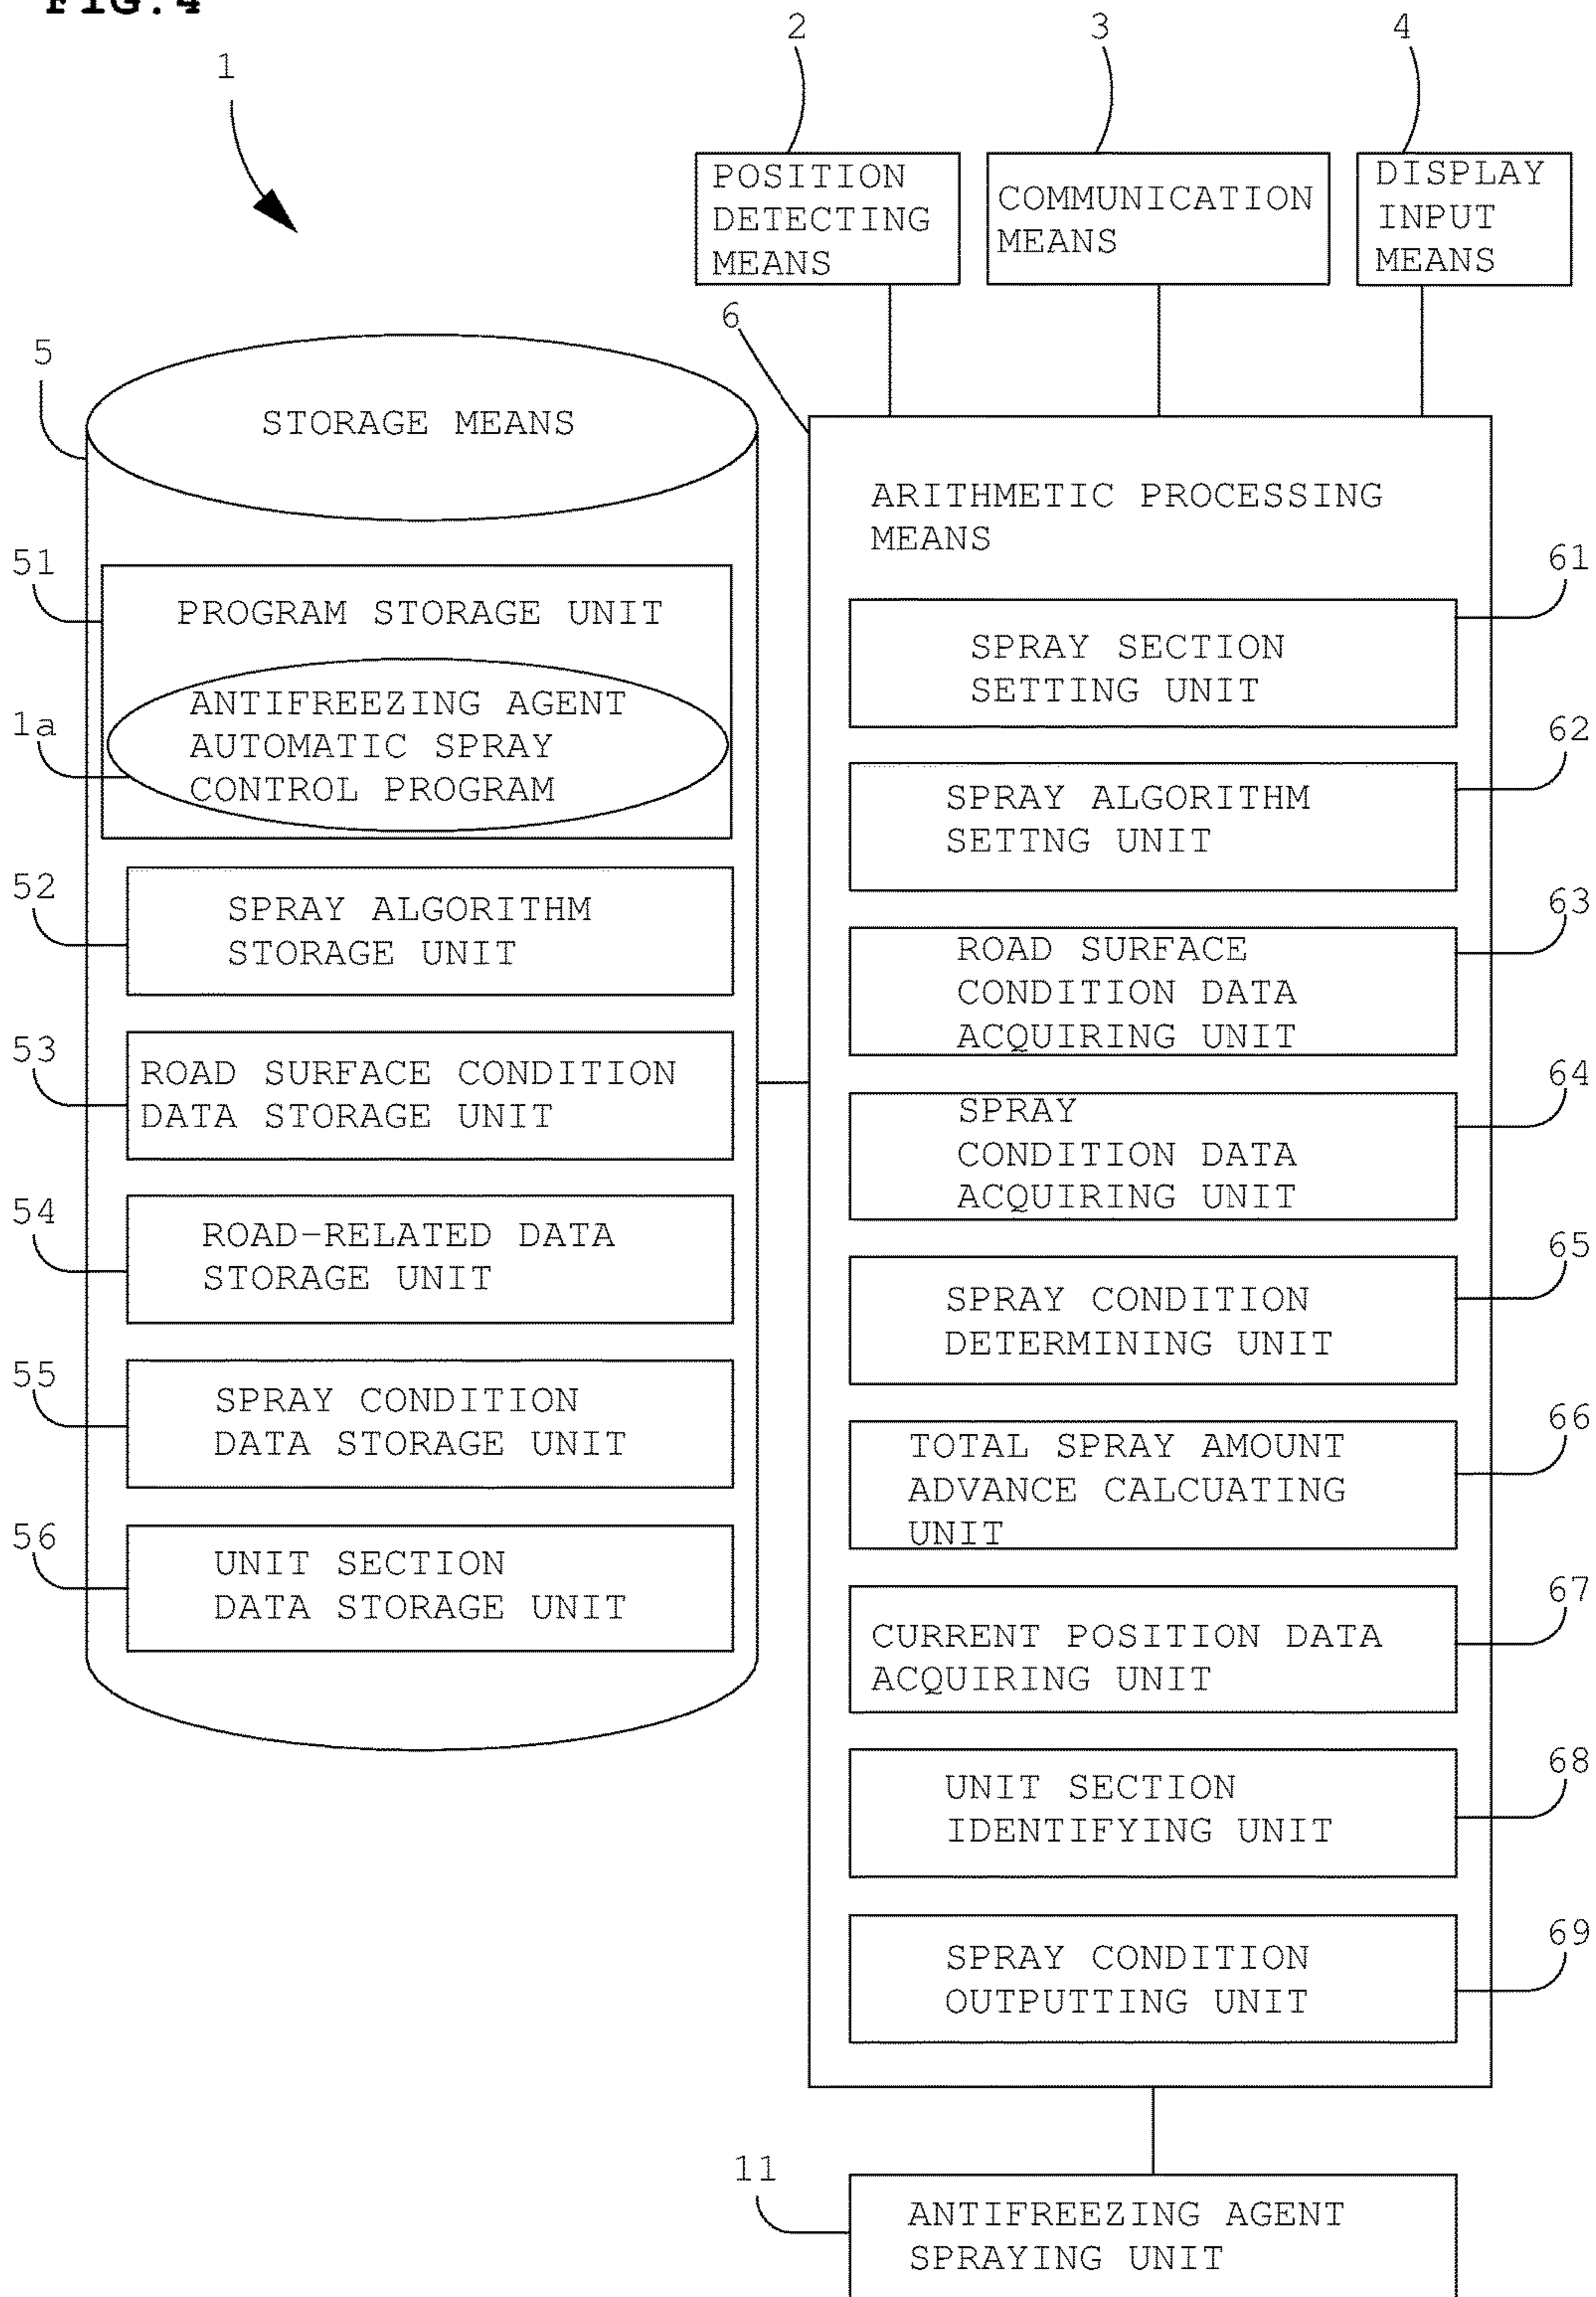 FIG.4
1
2
3
4
POSITION
DETECTING
MEANS
COMMUNICATION
MEANS
DISPLAY
INPUT
MEANS
5
STORAGE MEANS
51
PROGRAM STORAGE UNIT
1a
ANTIFREEZING AGENT
AUTOMATIC SPRAY
CONTROL PROGRAM
52
SPRAY ALGORITHM
STORAGE UNIT
53
ROAD SURFACE CONDITION
DATA STORAGE UNIT
54
ROAD-RELATED DATA
STORAGE UNIT
55
SPRAY CONDITION
DATA STORAGE UNIT
56
UNIT SECTION
DATA STORAGE UNIT
6
ARITHMETIC PROCESSING
MEANS
61
SPRAY SECTION
SETTING UNIT
62
SPRAY ALGORITHM
SETTNG UNIT
63
ROAD SURFACE
CONDITION DATA
ACQUIRING UNIT
64
SPRAY
CONDITION DATA
ACQUIRING UNIT
65
SPRAY CONDITION
DETERMINING UNIT
66
TOTAL SPRAY AMOUNT
ADVANCE CALCUATING
UNIT
67
CURRENT POSITION DATA
ACQUIRING UNIT
68
UNIT SECTION
IDENTIFYING UNIT
69
SPRAY CONDITION
OUTPUTTING UNIT
11
ANTIFREEZING AGENT
SPRAYING UNIT